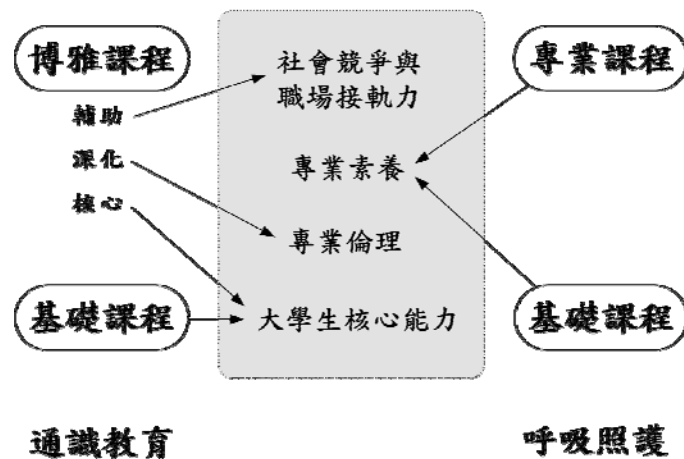 博雅課程
輔助
深化
核心
基礎課程
通識教育
社會競爭與
職場接軌力
專業素養
專業倫理
大學生核心能力
專業課程
基礎課程
呼吸照護